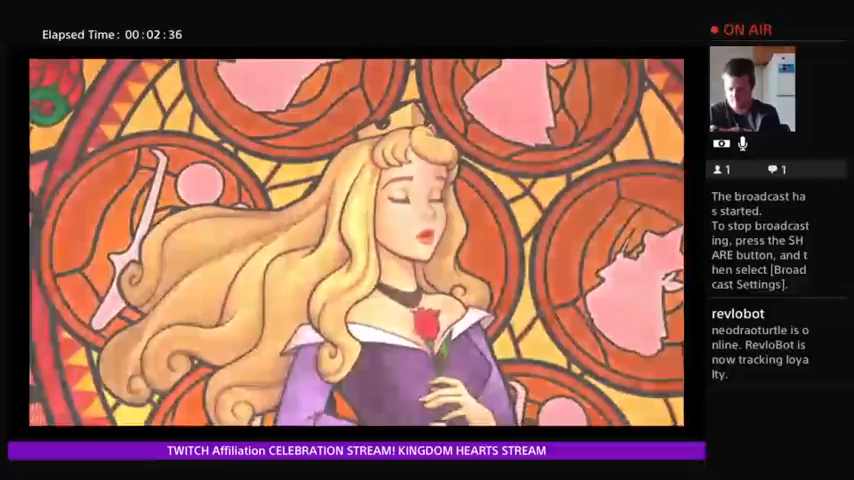 Elapsed Time: 00:02:36
ON AIR
1
1
The broadcast ha
s started.
To stop broadcast
ing, press the SH
ARE button, and t
hen select [Broad
cast Settings].
revlobot
neodraoturtle is o
nline. RevloBot is
now tracking loya
lty.
TWITCH Affiliation CELEBRATION STREAM! KINGDOM HEARTS STREAM